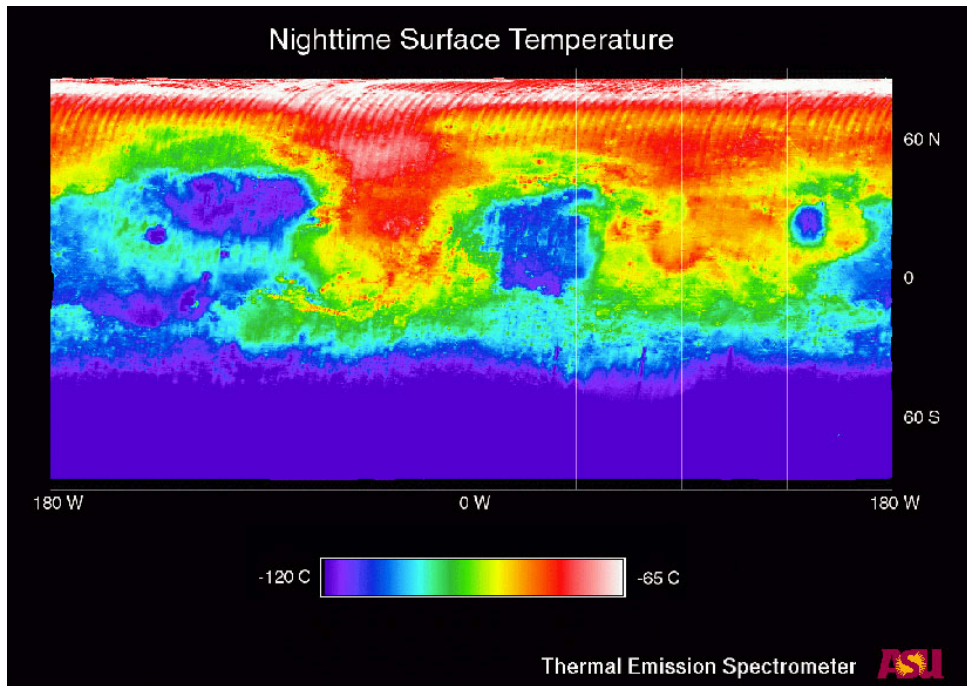 Nighttime Surface Temperature
60 N
0
60 S
180 W 0 W 180 W
-120 C -65 C
Thermal Emission Spectrometer ASU